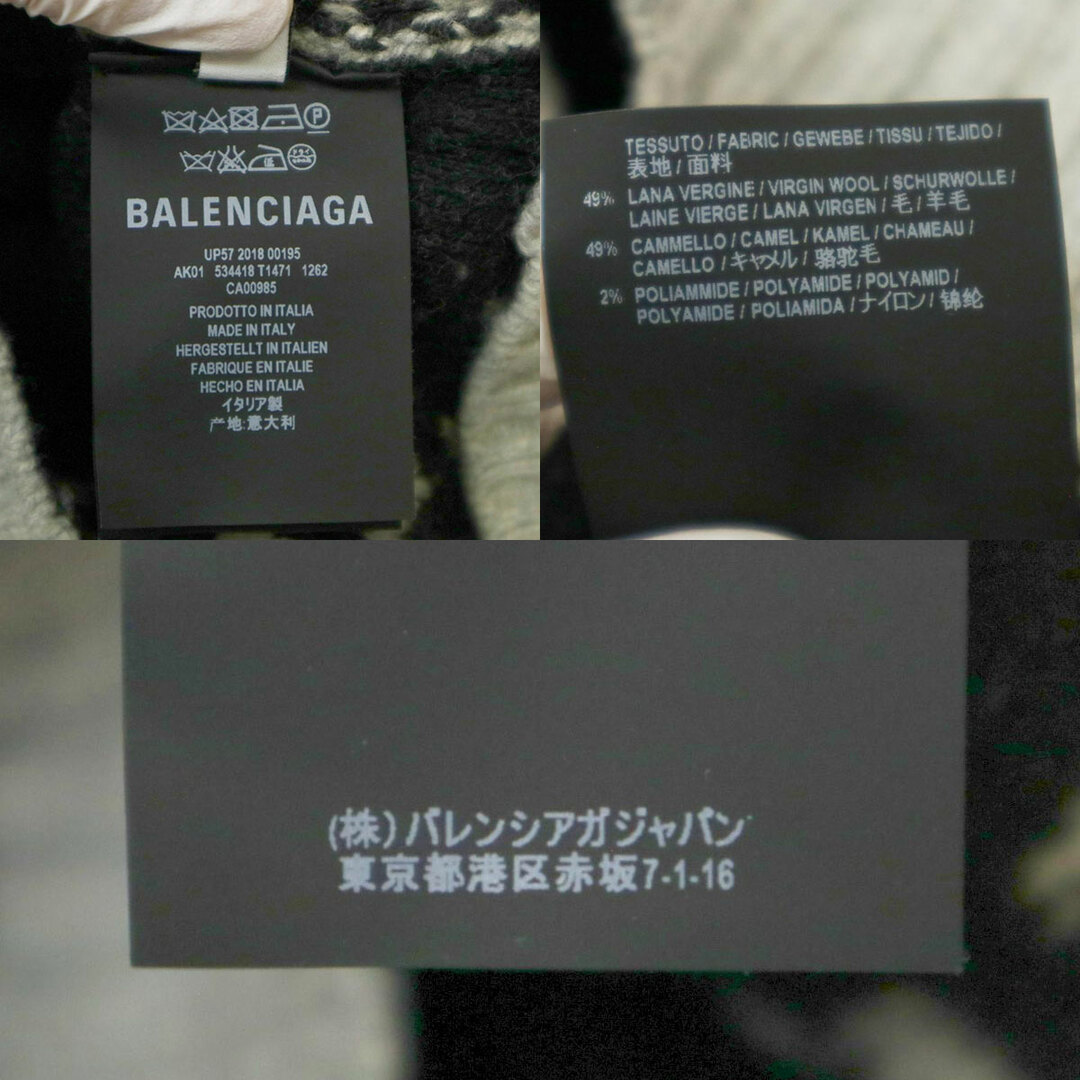 BALENCIAGA
UP57 2018 00195
AK01 534418 T1471 1262
CA00985
PRODOTTO IN ITALIA
MADE IN ITALY
HERGESTELLT IN ITALIEN
FABRIQUE EN ITALIE
HECHO EN ITALIA
イタリア製
产地:意大利
TESSUTO / FABRIC / GEWEBE / TISSU / TEJIDO /
表地 / 面料
49% LANA VERGINE / VIRGIN WOOL / SCHURWOLLE /
LAINE VIERGE / LANA VIRGEN / 毛 / 羊毛
49% CAMMELLO / CAMEL / KAMEL / CHAMEAU /
CAMELLO / キャメル / 骆驼毛
2% POLIAMMIDE / POLYAMIDE / POLYAMID /
POLYAMIDE / POLIAMIDA / ナイロン / 锦纶
(株) バレンシアガジャパン
東京都港区赤坂7-1-16